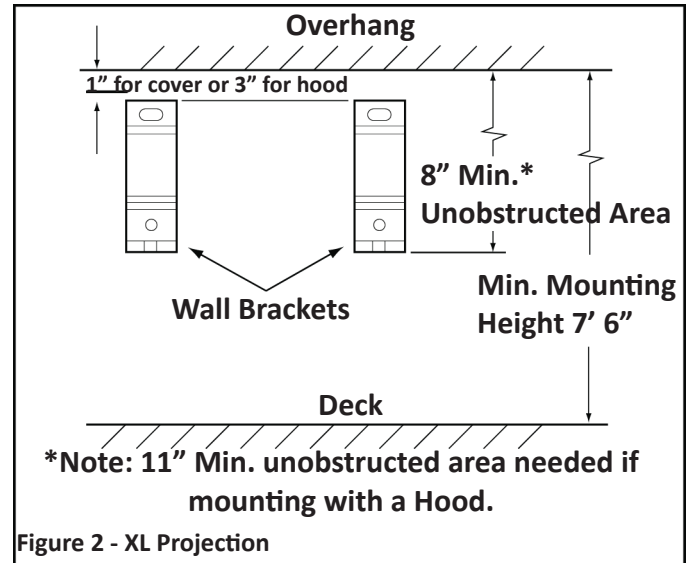 Overhang
1” for cover or 3” for hood
8” Min.*
Unobstructed Area
Wall Brackets
Min. Mounting
Height 7’ 6”
Deck
*Note: 11” Min. unobstructed area needed if
mounting with a Hood.
Figure 2 - XL Projection